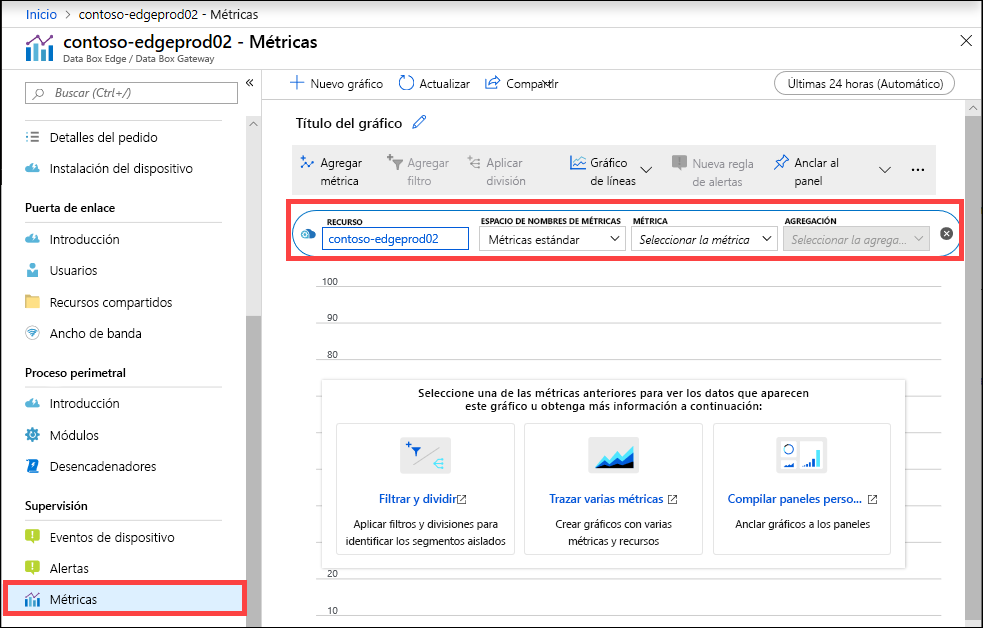 Inicio > contoso-edgeprod02 - Métricas
contoso-edgeprod02 - Métricas
Data Box Edge / Data Box Gateway
Buscar (Ctrl+/)
«
Detalles del pedido
Instalación del dispositivo
Puerta de enlace
Introducción
Usuarios
Recursos compartidos
Ancho de banda
Proceso perimetral
Introducción
Módulos
Desencadenadores
Supervisión
Eventos de dispositivo
Alertas
Métricas
Nuevo gráfico
Actualizar
Compartir
Últimas 24 horas (Automático)
Título del gráfico
Agregar
métrica
Agregar
filtro
Aplicar
división
Gráfico
de líneas
Nueva regla
de alertas
Anclar al
panel
...
RECURSO
contoso-edgeprod02
ESPACIO DE NOMBRES DE MÉTRICAS
Métricas estándar
MÉTRICA
Seleccionar la métrica
AGREGACIÓN
Seleccionar la agrega...
100
90
80
Seleccione una de las métricas anteriores para ver los datos que aparecen
este gráfico u obtenga más información a continuación:
Filtrar y dividir
Aplicar filtros y divisiones para
identificar los segmentos aislados
Trazar varias métricas
Crear gráficos con varias
métricas y recursos
Compilar paneles perso...
Anclar gráficos a los paneles
20
10